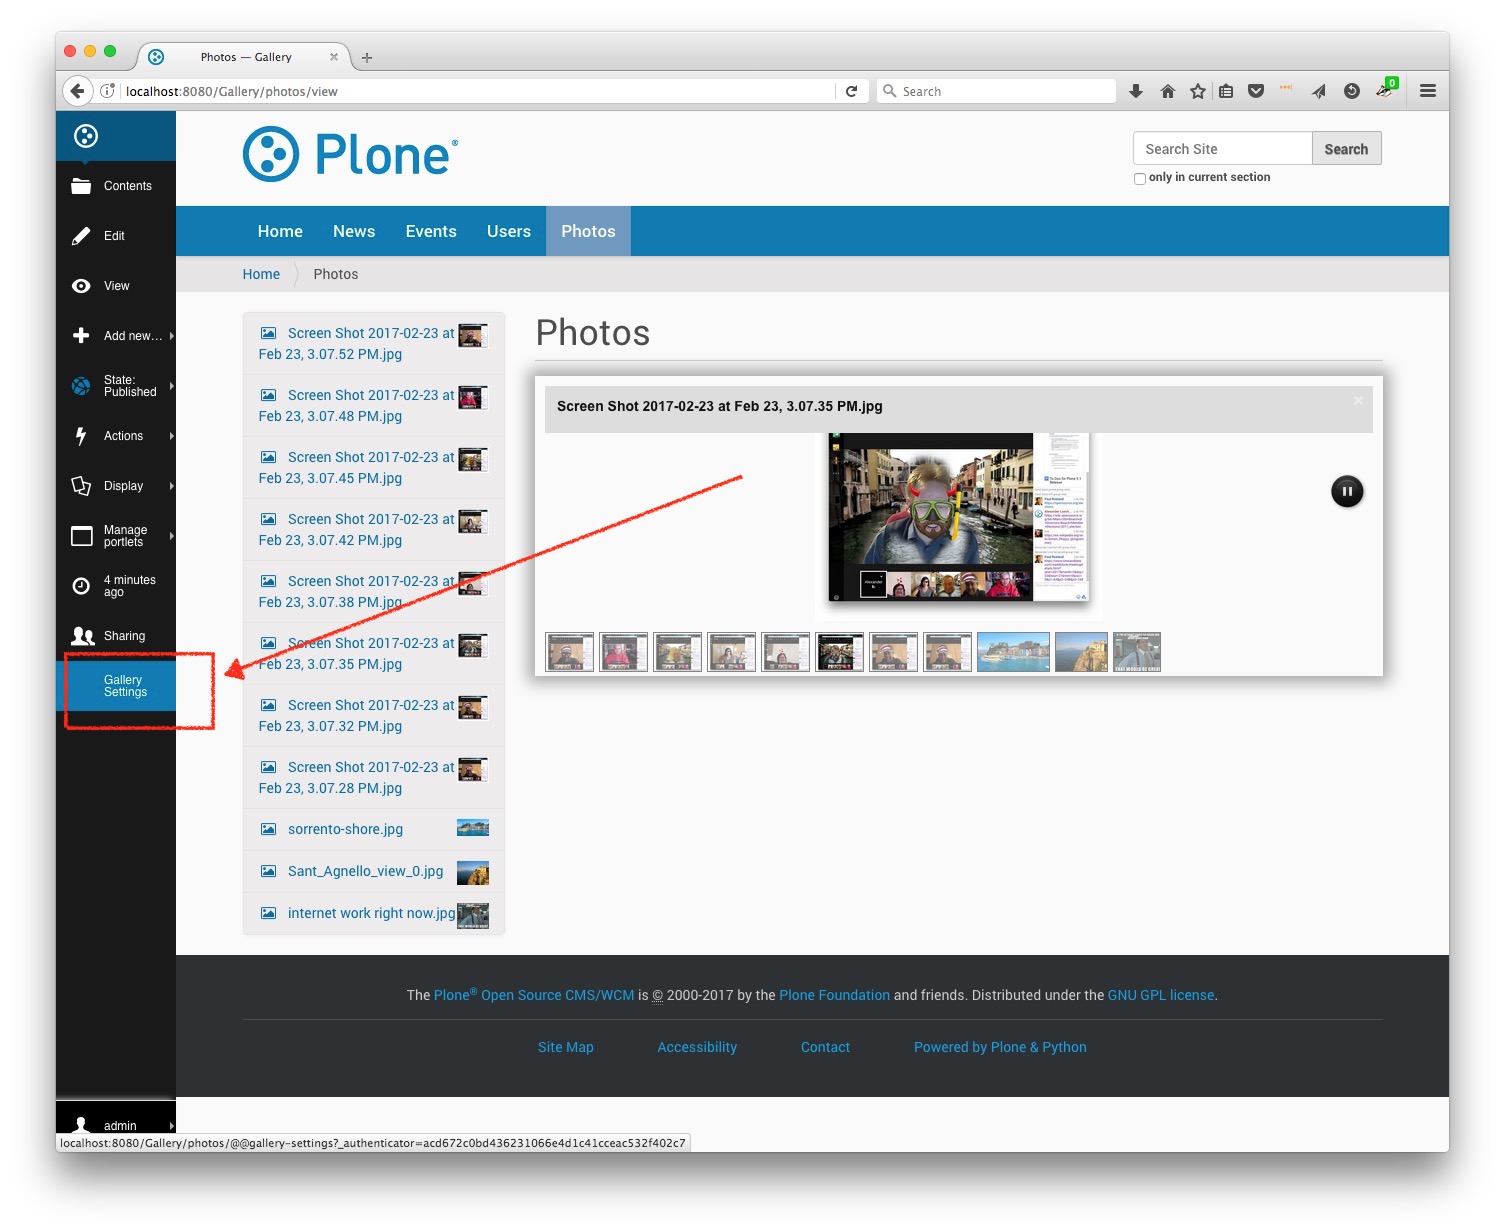 Photos — Gallery
localhost:8080/Gallery/photos/view
Search
0
Plone®
Search Site
Search
only in current section
Contents
Edit
View
Add new...
State:
Published
Actions
Display
Manage
portlets
4 minutes
ago
Sharing
Gallery
Settings
admin
Home
News
Events
Users
Photos
Home
Photos
Screen Shot 2017-02-23 at
Feb 23, 3.07.52 PM.jpg
Screen Shot 2017-02-23 at
Feb 23, 3.07.48 PM.jpg
Screen Shot 2017-02-23 at
Feb 23, 3.07.45 PM.jpg
Screen Shot 2017-02-23 at
Feb 23, 3.07.42 PM.jpg
Screen Shot 2017-02-23 at
Feb 23, 3.07.38 PM.jpg
Screen Shot 2017-02-23 at
Feb 23, 3.07.35 PM.jpg
Screen Shot 2017-02-23 at
Feb 23, 3.07.32 PM.jpg
Screen Shot 2017-02-23 at
Feb 23, 3.07.28 PM.jpg
sorrento-shore.jpg
Sant_Agnello_view_0.jpg
internet work right now.jpg
Photos
Screen Shot 2017-02-23 at Feb 23, 3.07.35 PM.jpg
THAT WOULD BE GREAT
The Plone® Open Source CMS/WCM is © 2000-2017 by the Plone Foundation and friends. Distributed under the GNU GPL license.
Site Map
Accessibility
Contact
Powered by Plone & Python
localhost:8080/Gallery/photos/@@gallery-settings?_authenticator=acd672c0bd436231066e4d1c41cceac532f402c7